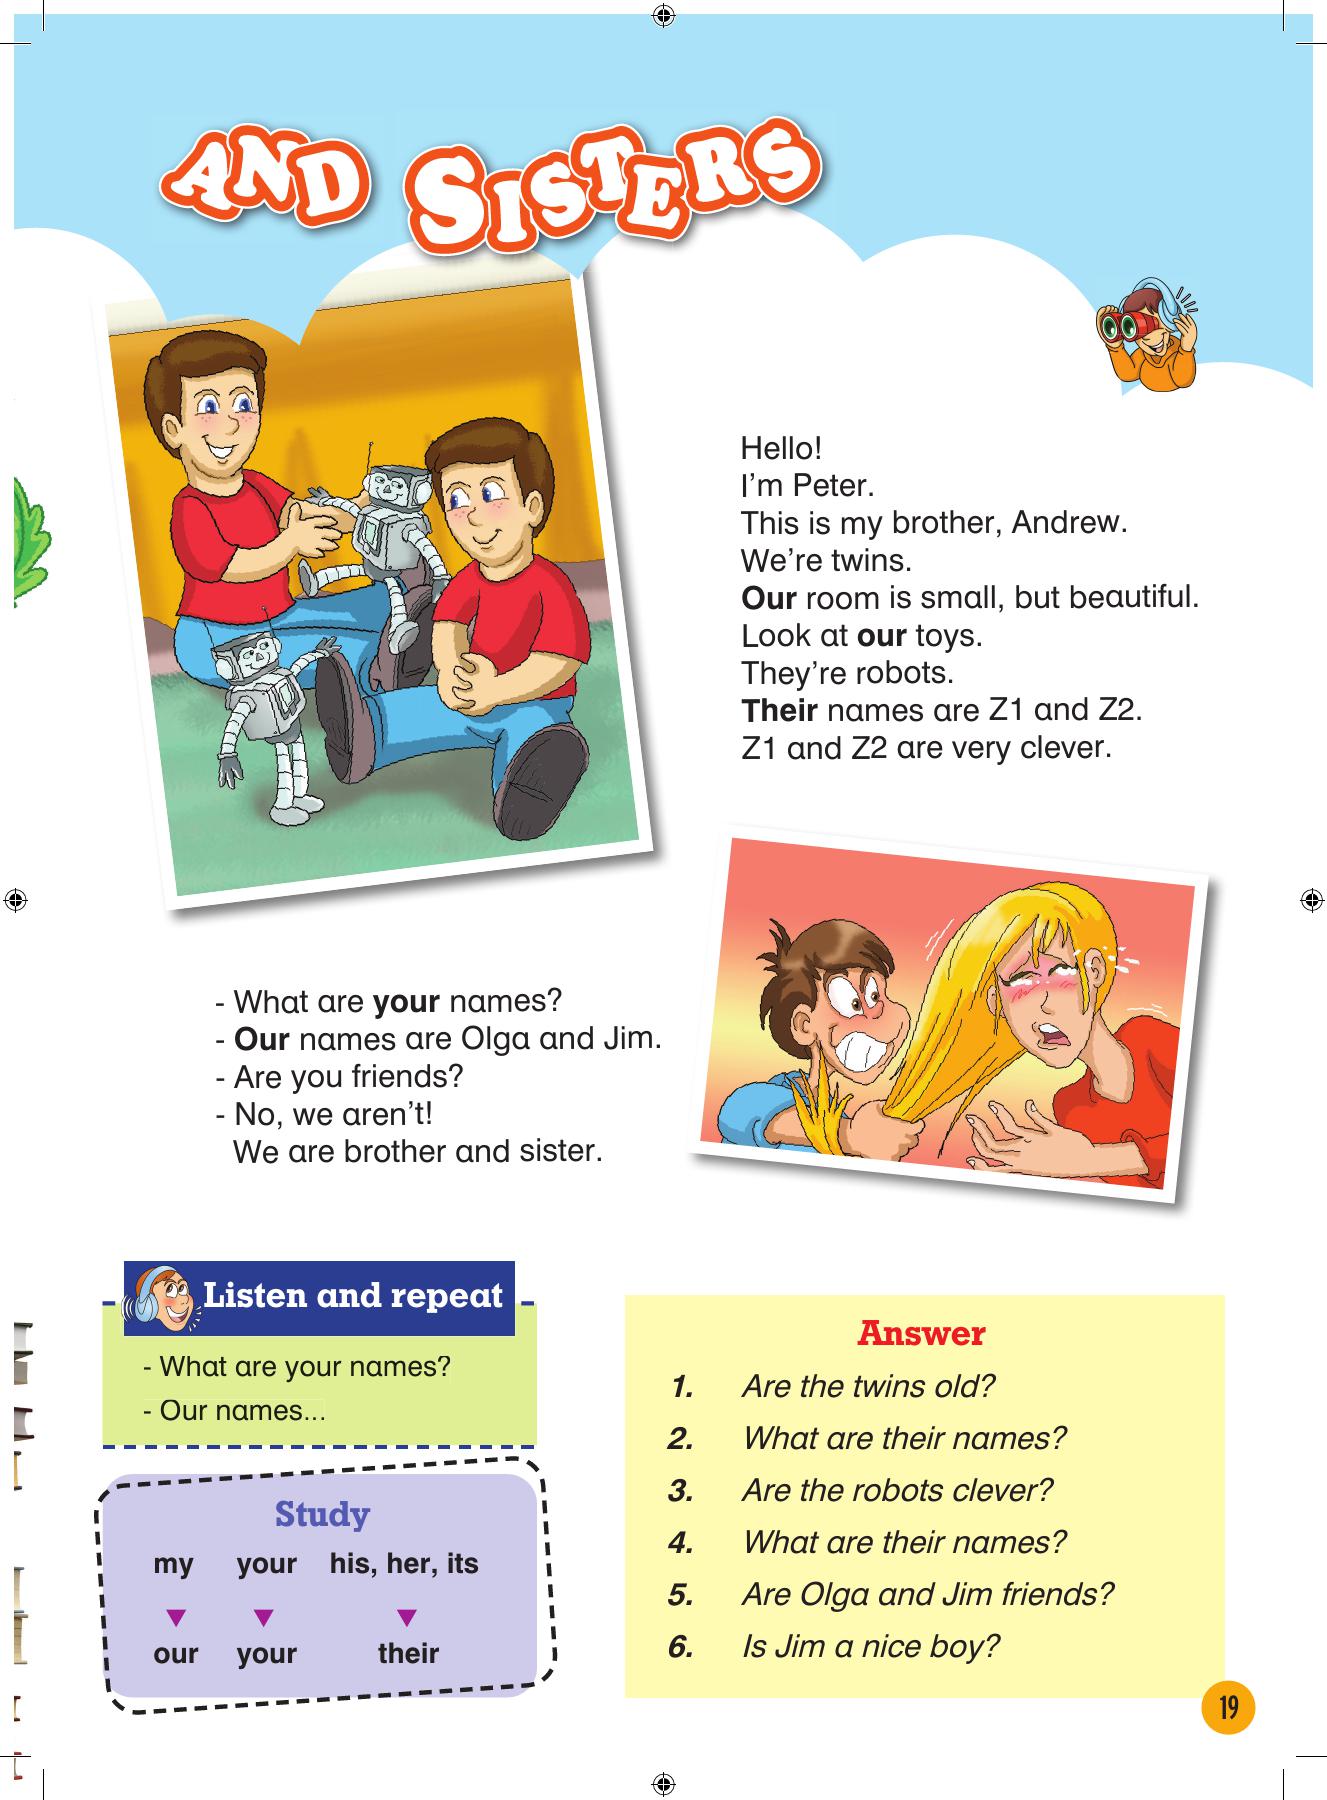 AND SISTERS
Hello!
I'm Peter.
This is my brother, Andrew.
We're twins.
Our room is small, but beautiful.
Look at our toys.
They're robots.
Their names are Z1 and Z2.
Z1 and Z2 are very clever.
- What are your names?
- Our names are Olga and Jim.
- Are you friends?
- No, we aren't!
We are brother and sister.
Listen and repeat
- What are your names?
- Our names...
Study
my your his, her, its
our your their
Answer
1. Are the twins old?
2. What are their names?
3. Are the robots clever?
4. What are their names?
5. Are Olga and Jim friends?
6. Is Jim a nice boy?
19